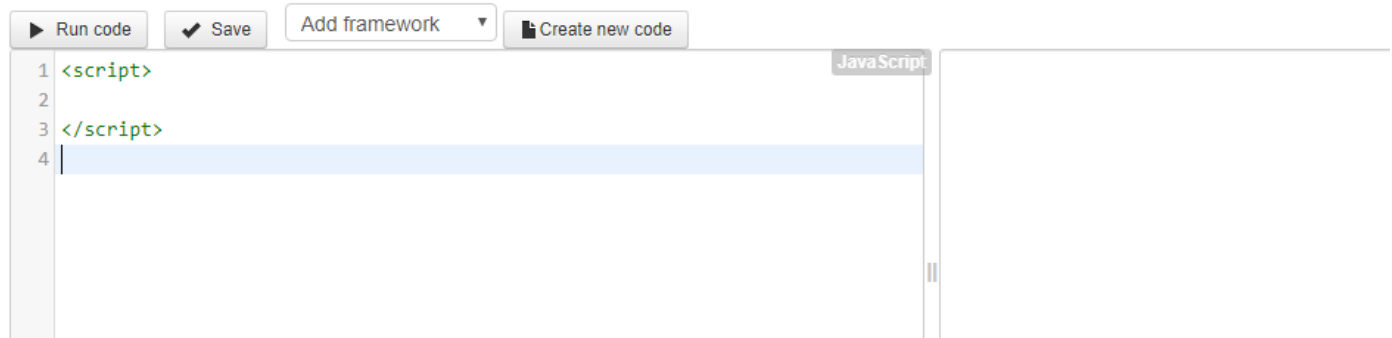 Run code Save Add framework Create new code
JavaScript
1 <script>
2
3 </script>
4